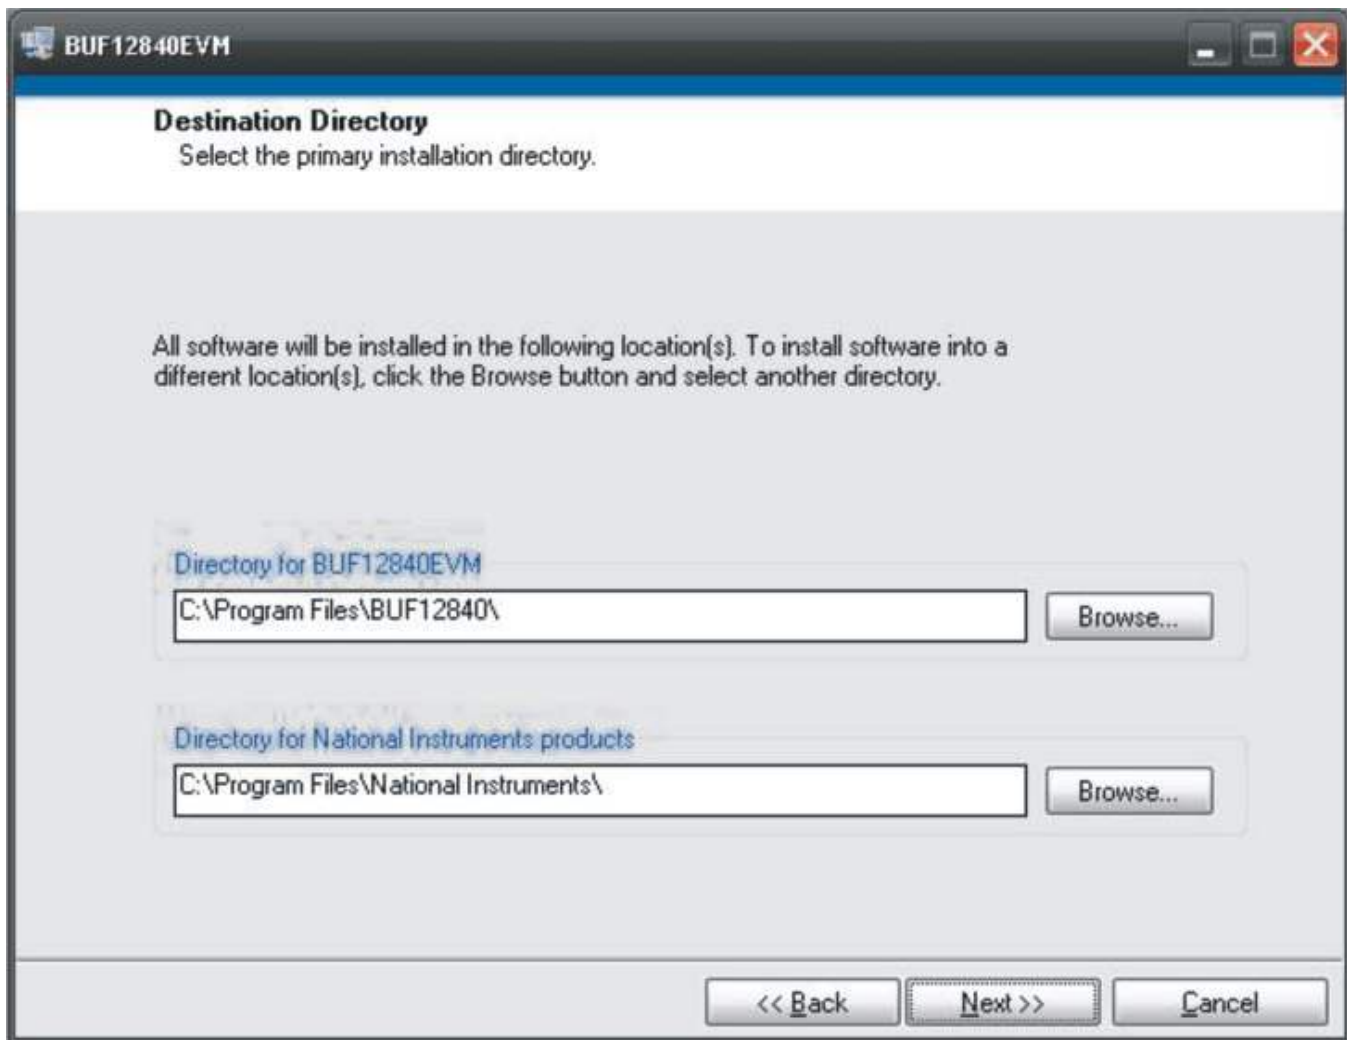 BUF12840EVM
Destination Directory
Select the primary installation directory.
All software will be installed in the following location(s). To install software into a
different location(s), click the Browse button and select another directory.
Directory for BUF12840EVM
C:\Program Files\BUF12840\
Browse...
Directory for National Instruments products
C:\Program Files\National Instruments\
Browse...
<< Back
Next >>
Cancel